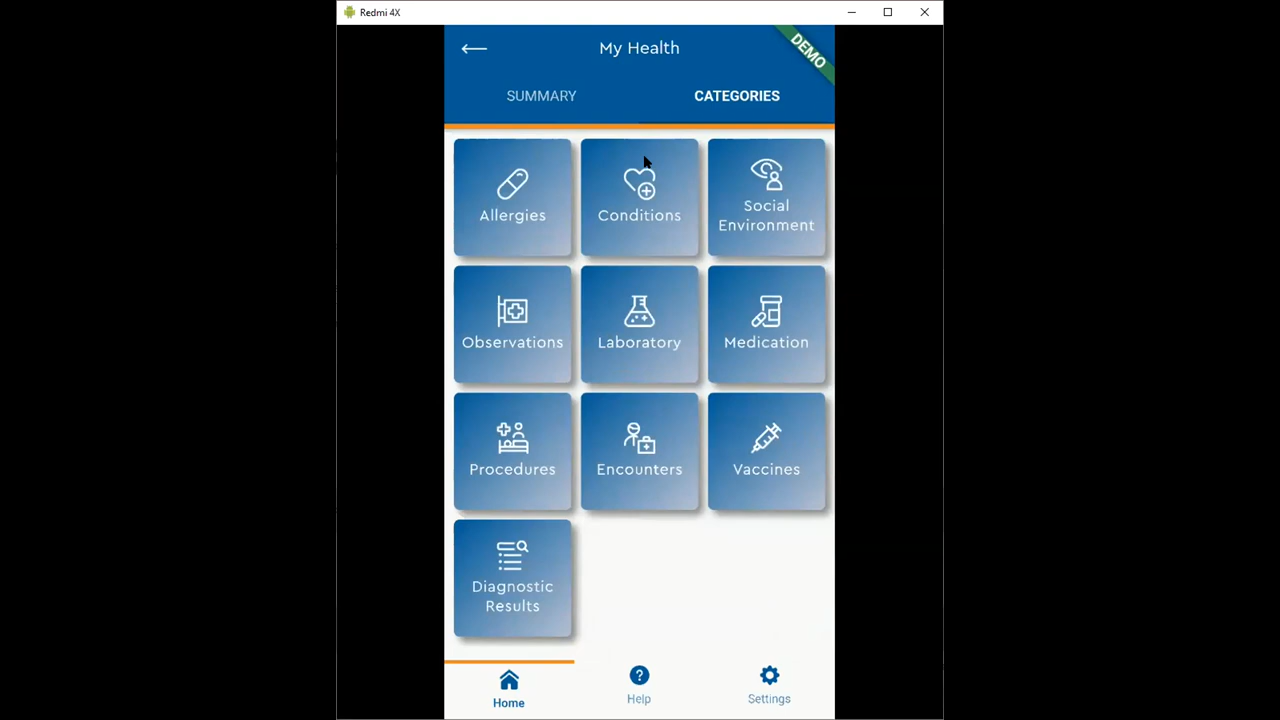 Redmi 4X
My Health
DEMO
SUMMARY
CATEGORIES
Allergies
Conditions
Social
Environment
Observations
Laboratory
Medication
Procedures
Encounters
Vaccines
Diagnostic
Results
Home
Help
Settings